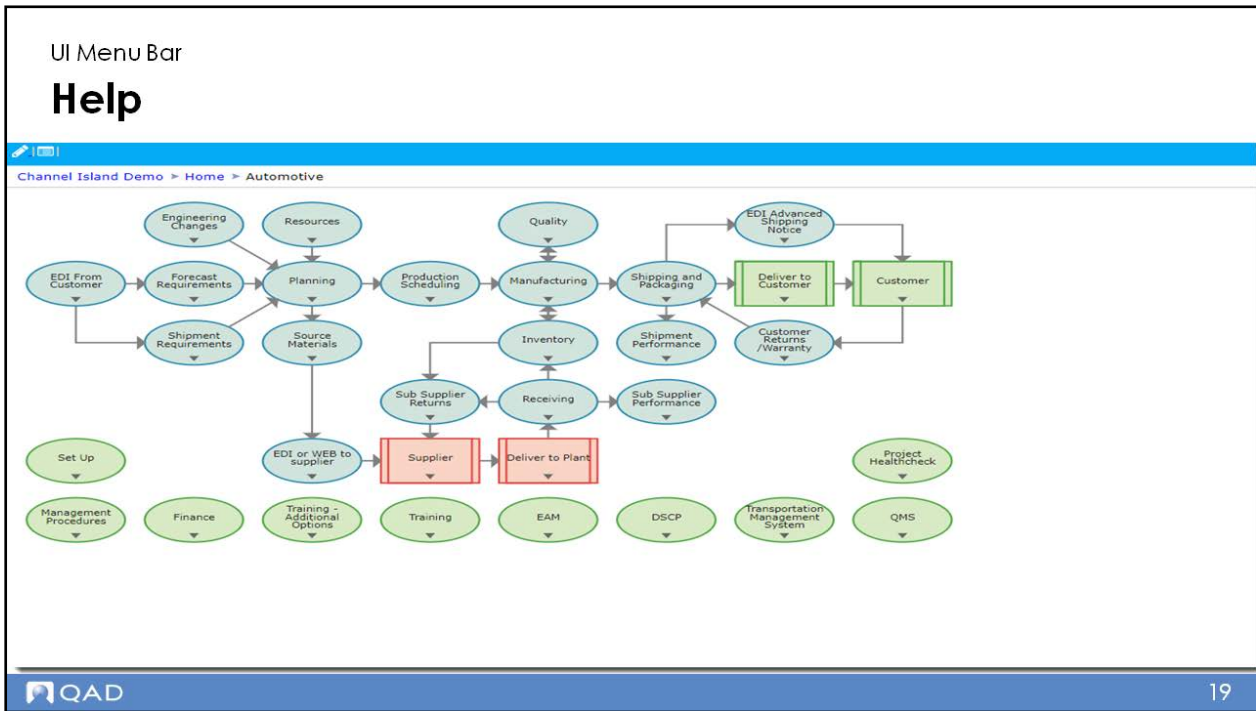 UI Menu Bar
Help
Channel Island Demo ► Home ► Automotive
Engineering
Changes
Resources
Quality
EDI Advanced
Shipping
Notice
EDI From
Customer
Forecast
Requirements
Planning
Production
Scheduling
Manufacturing
Shipping and
Packaging
Deliver to
Customer
Customer
Shipment
Requirements
Source
Materials
Inventory
Shipment
Performance
Customer
Returns
/Warranty
Sub Supplier
Returns
Receiving
Sub Supplier
Performance
Set Up
EDI or WEB to
supplier
Supplier
Deliver to Plant
Project
Healthcheck
Management
Procedures
Finance
Training -
Additional
Options
Training
EAM
DSCP
Transportation
Management
System
QMS
QAD
19